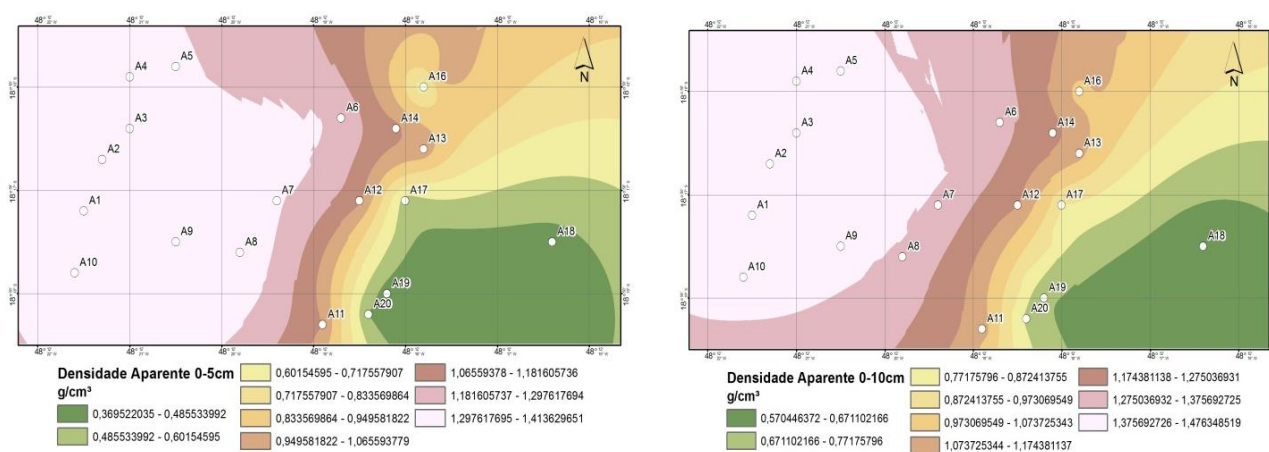 A5
A4
A16
N
A6
A14
A3
A13
A2
A7
A12
A17
A1
A9
A18
A8
A10
A19
A20
A11
Densidade Aparente 0-5cm
g/cm³
0,369522035 - 0,485533992
0,485533992 - 0,60154595
0,60154595 - 0,717557907
0,717557907 - 0,833569864
0,833569864 - 0,949581822
0,949581822 - 1,065593779
1,06559378 - 1,181605736
1,181605737 - 1,297617694
1,297617695 - 1,413629651
A5
A4
A16
N
A6
A14
A3
A13
A2
A7
A12
A17
A1
A9
A18
A8
A10
A19
A20
A11
Densidade Aparente 0-10cm
g/cm³
0,570446372 - 0,671102166
0,671102166 - 0,77175796
0,77175796 - 0,872413755
0,872413755 - 0,973069549
0,973069549 - 1,073725343
1,073725344 - 1,174381137
1,174381138 - 1,275036931
1,275036932 - 1,375692725
1,375692726 - 1,476348519